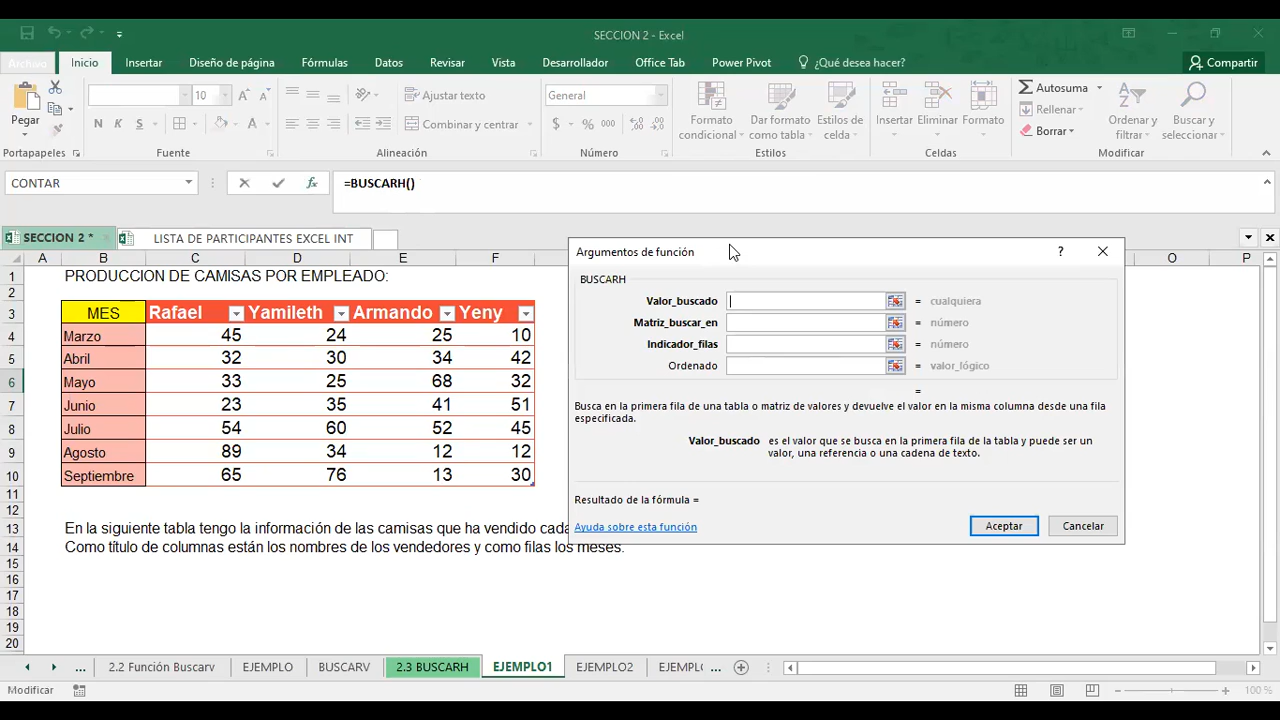 SECCION 2 - Excel
Archivo Inicio Insertar Diseño de página Fórmulas Datos Revisar Vista Desarrollador Office Tab Power Pivot ¿Qué desea hacer? Compartir
Pegar
10
N K S
Ajustar texto
Combinar y centrar
General
$ % 000
Formato condicional
Dar formato como tabla
Estilos de celda
Insertar
Eliminar
Formato
Autosuma
Rellenar
Borrar
Ordenar y filtrar
Buscar y seleccionar
Portapapeles Fuente Alineación Número Estilos Celdas Modificar
CONTAR fx =BUSCARH()
SECCION 2 * LISTA DE PARTICIPANTES EXCEL INT
A B C D E F O P
1 PRODUCCION DE CAMISAS POR EMPLEADO:
2
3 MES Rafael Yamileth Armando Yeny
4 Marzo 45 24 25 10
5 Abril 32 30 34 42
6 Mayo 33 25 68 32
7 Junio 23 35 41 51
8 Julio 54 60 52 45
9 Agosto 89 34 12 12
10 Septiembre 65 76 13 30
11
12
13 En la siguiente tabla tengo la información de las camisas que ha vendido cada
14 Como título de columnas están los nombres de los vendedores y como filas los meses.
15
16
17
18
19
20
Argumentos de función ?
BUSCARH
Valor_buscado = cualquiera
Matriz_buscar_en = número
Indicador_filas = número
Ordenado = valor_lógico
=
Busca en la primera fila de una tabla o matriz de valores y devuelve el valor en la misma columna desde una fila
especificada.
Valor_buscado es el valor que se busca en la primera fila de la tabla y puede ser un
valor, una referencia o una cadena de texto.
Resultado de la fórmula =
Ayuda sobre esta función Aceptar Cancelar
... 2.2 Función Buscarv EJEMPLO BUSCARV 2.3 BUSCARH EJEMPLO1 EJEMPLO2 EJEMPLO ...
Modificar 100 %